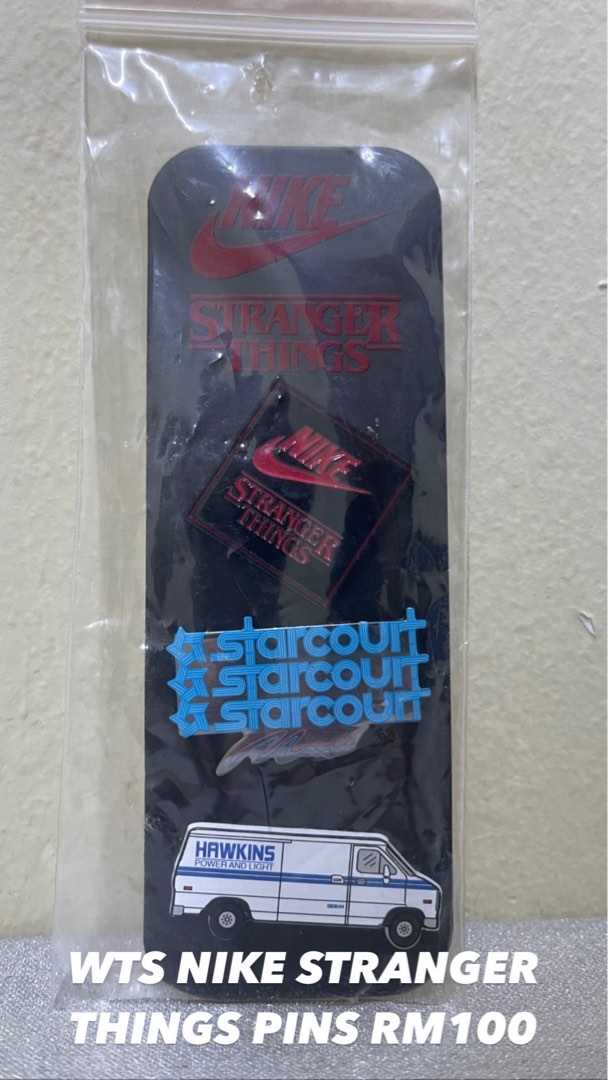 NIKE
STRANGER
THINGS
NIKE
STRANGER
THINGS
starcourt
starcourt
starcourt
HAWKINS
POWER AND LIGHT
WTS NIKE STRANGER
THINGS PINS RM100